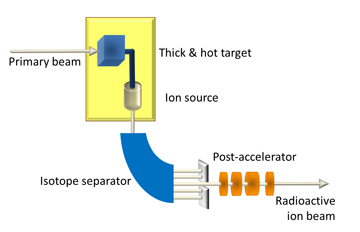 Primary beam
Thick & hot target
Ion source
Post-accelerator
Isotope separator
Radioactive
ion beam